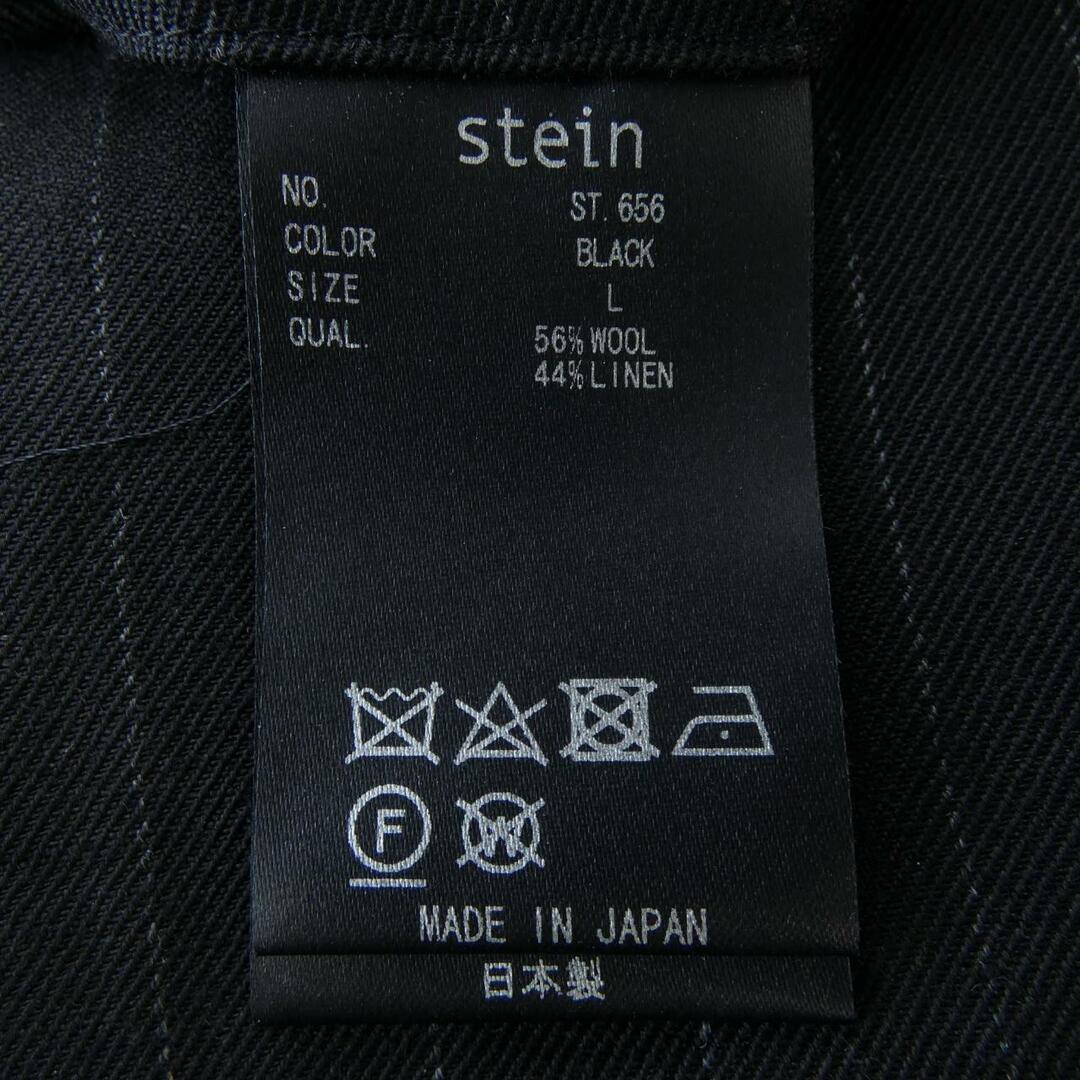 stein
NO. ST.656
COLOR BLACK
SIZE L
QUAL. 56% WOOL
44% LINEN
F
W
MADE IN JAPAN
日本製